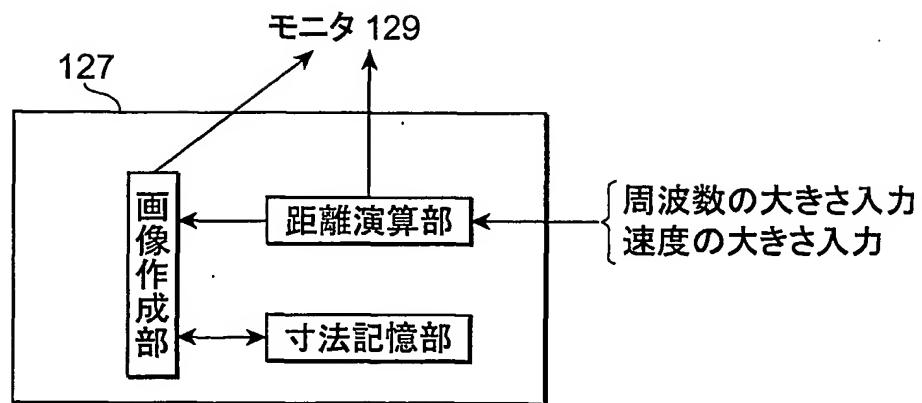 モニタ 129
127
画像作成部
距離演算部
周波数の大きさ入力
速度の大きさ入力
寸法記憶部